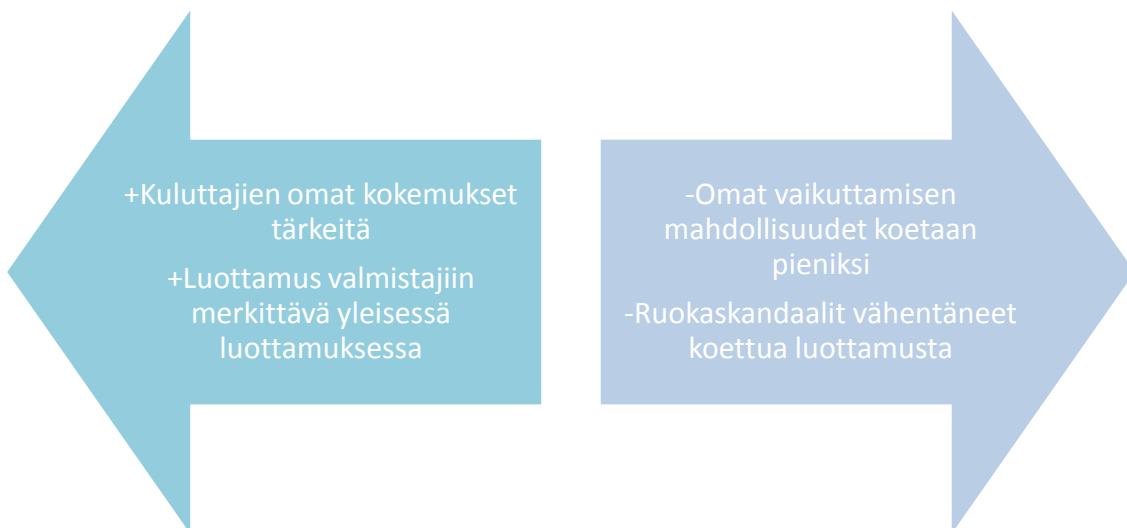 +Kuluttajien omat kokemukset
tärkeitä
+Luottamus valmistajiin
merkittävä yleisessä
luottamuksessa
-Omat vaikuttamisen
mahdollisuudet koetaan
pieniksi
-Ruokaskandaalit vähentäneet
koettua luottamusta